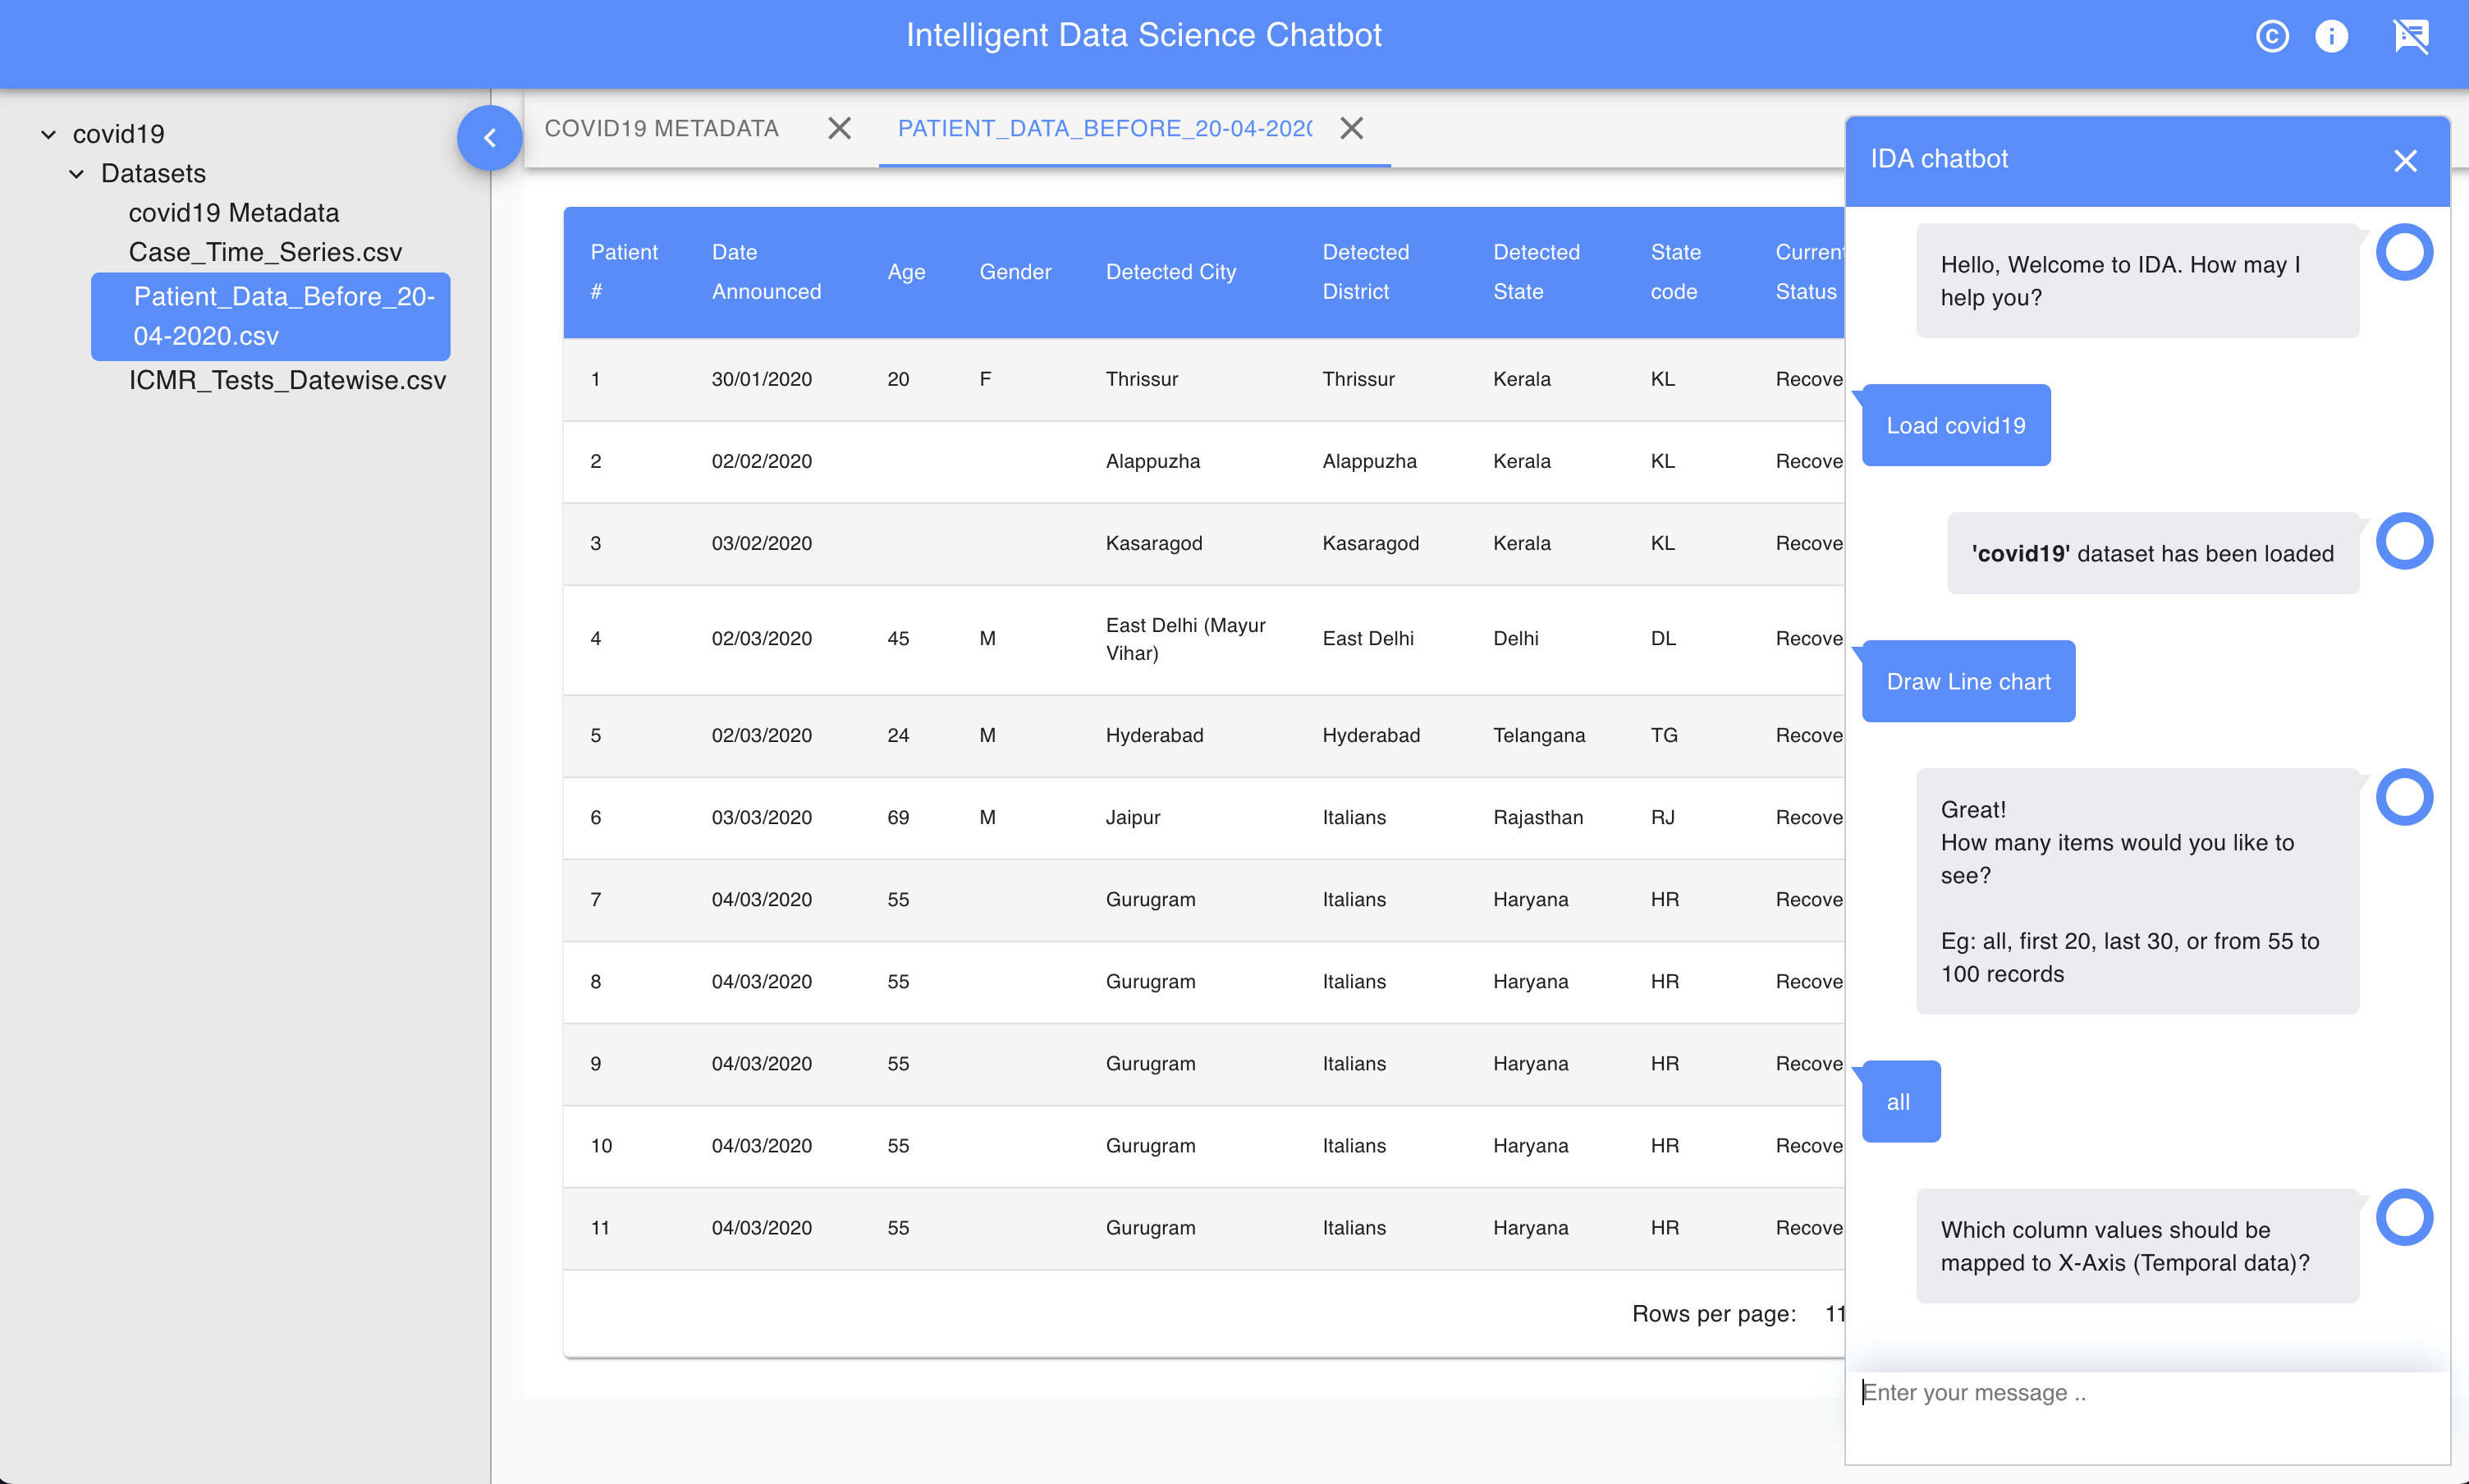 Intelligent Data Science Chatbot
covid19
Datasets
covid19 Metadata
Case_Time_Series.csv
Patient_Data_Before_20-
04-2020.csv
ICMR_Tests_Datewise.csv
COVID19 METADATA
PATIENT_DATA_BEFORE_20-04-202
Patient # Date Announced Age Gender Detected City Detected District Detected State State code Current Status
1 30/01/2020 20 F Thrissur Thrissur Kerala KL Recove
2 02/02/2020 Alappuzha Alappuzha Kerala KL Recove
3 03/02/2020 Kasaragod Kasaragod Kerala KL Recove
4 02/03/2020 45 M East Delhi (Mayur Vihar) East Delhi Delhi DL Recove
5 02/03/2020 24 M Hyderabad Hyderabad Telangana TG Recove
6 03/03/2020 69 M Jaipur Italians Rajasthan RJ Recove
7 04/03/2020 55 Gurugram Italians Haryana HR Recove
8 04/03/2020 55 Gurugram Italians Haryana HR Recove
9 04/03/2020 55 Gurugram Italians Haryana HR Recove
10 04/03/2020 55 Gurugram Italians Haryana HR Recove
11 04/03/2020 55 Gurugram Italians Haryana HR Recove
Rows per page: 11
IDA chatbot
Hello, Welcome to IDA. How may I
help you?
Load covid19
'covid19' dataset has been loaded
Draw Line chart
Great!
How many items would you like to
see?
Eg: all, first 20, last 30, or from 55 to
100 records
all
Which column values should be
mapped to X-Axis (Temporal data)?
Enter your message ..